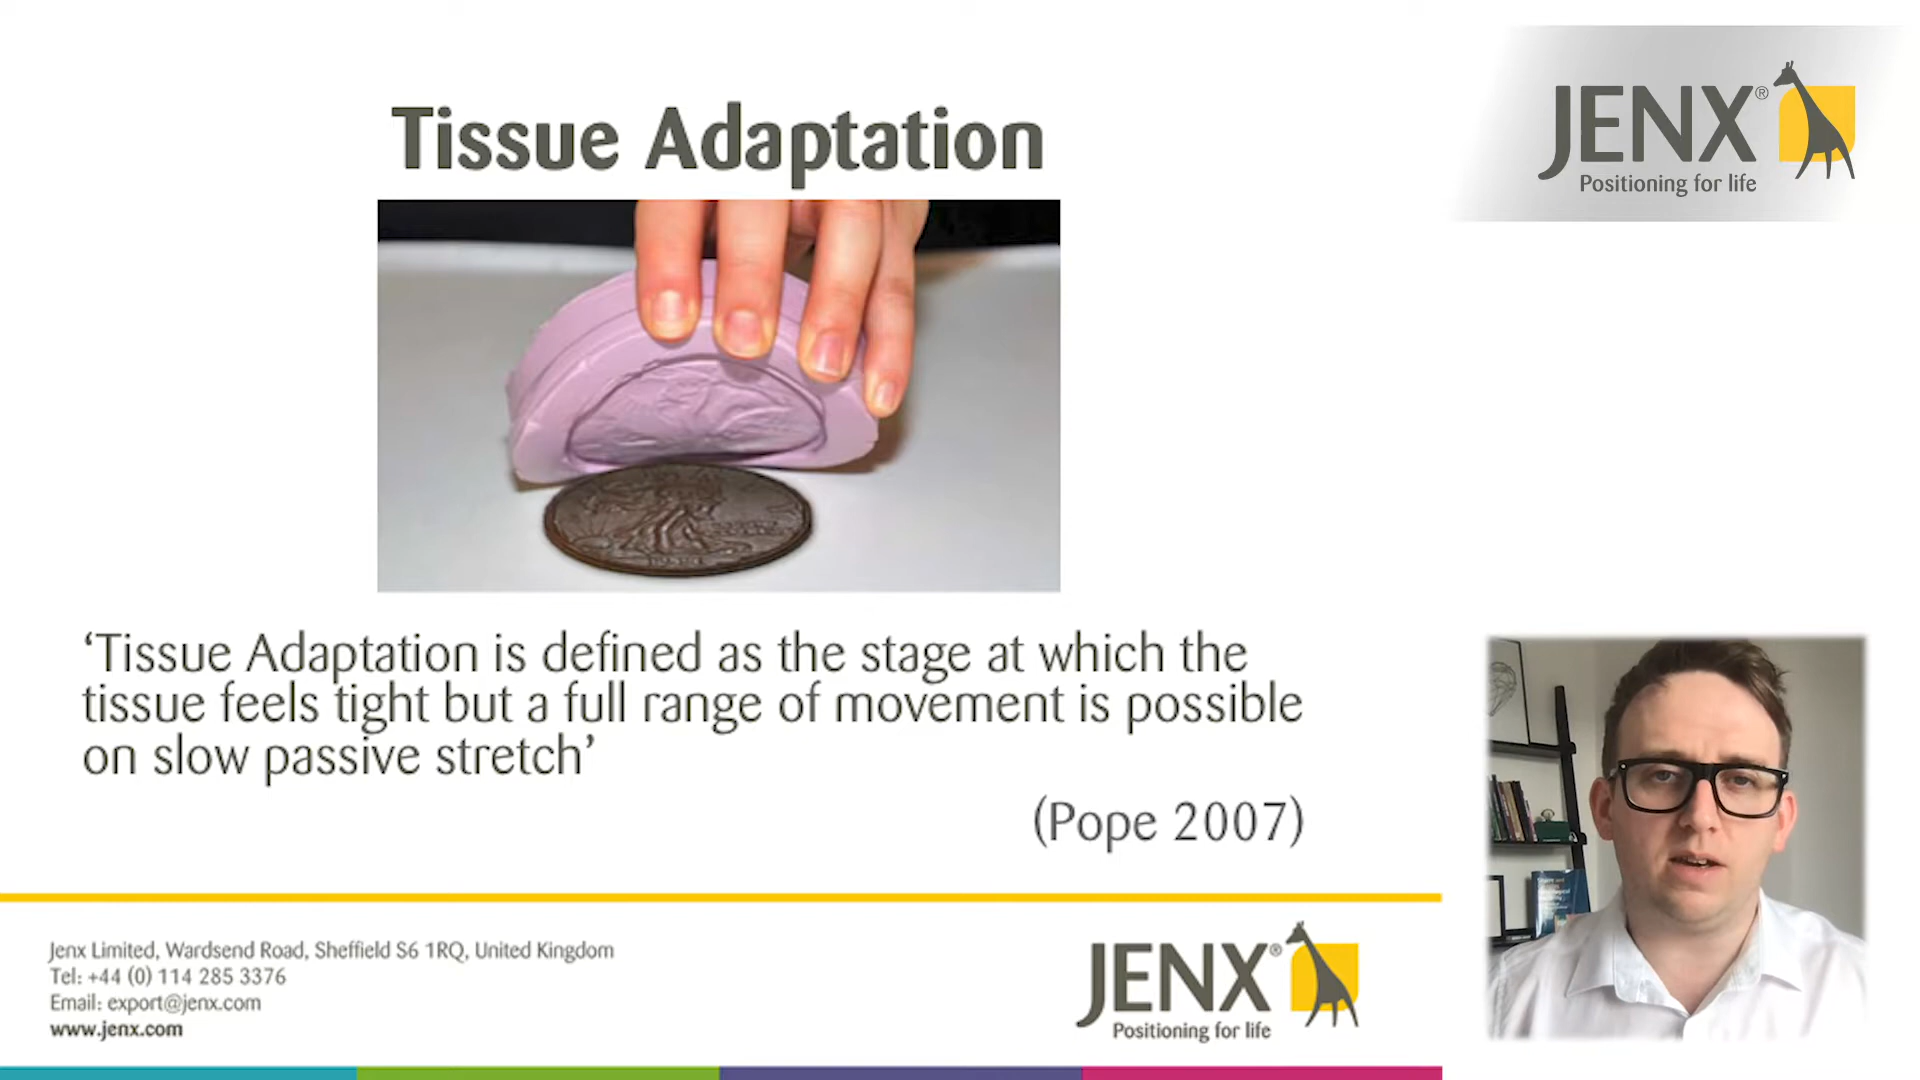 Tissue Adaptation
JENX®
Positioning for life
‘Tissue Adaptation is defined as the stage at which the
tissue feels tight but a full range of movement is possible
on slow passive stretch’
(Pope 2007)
Jenx Limited, Wardsend Road, Sheffield S6 1RQ, United Kingdom
Tel: +44 (0) 114 285 3376
Email: export@jenx.com
www.jenx.com
JENX®
Positioning for life